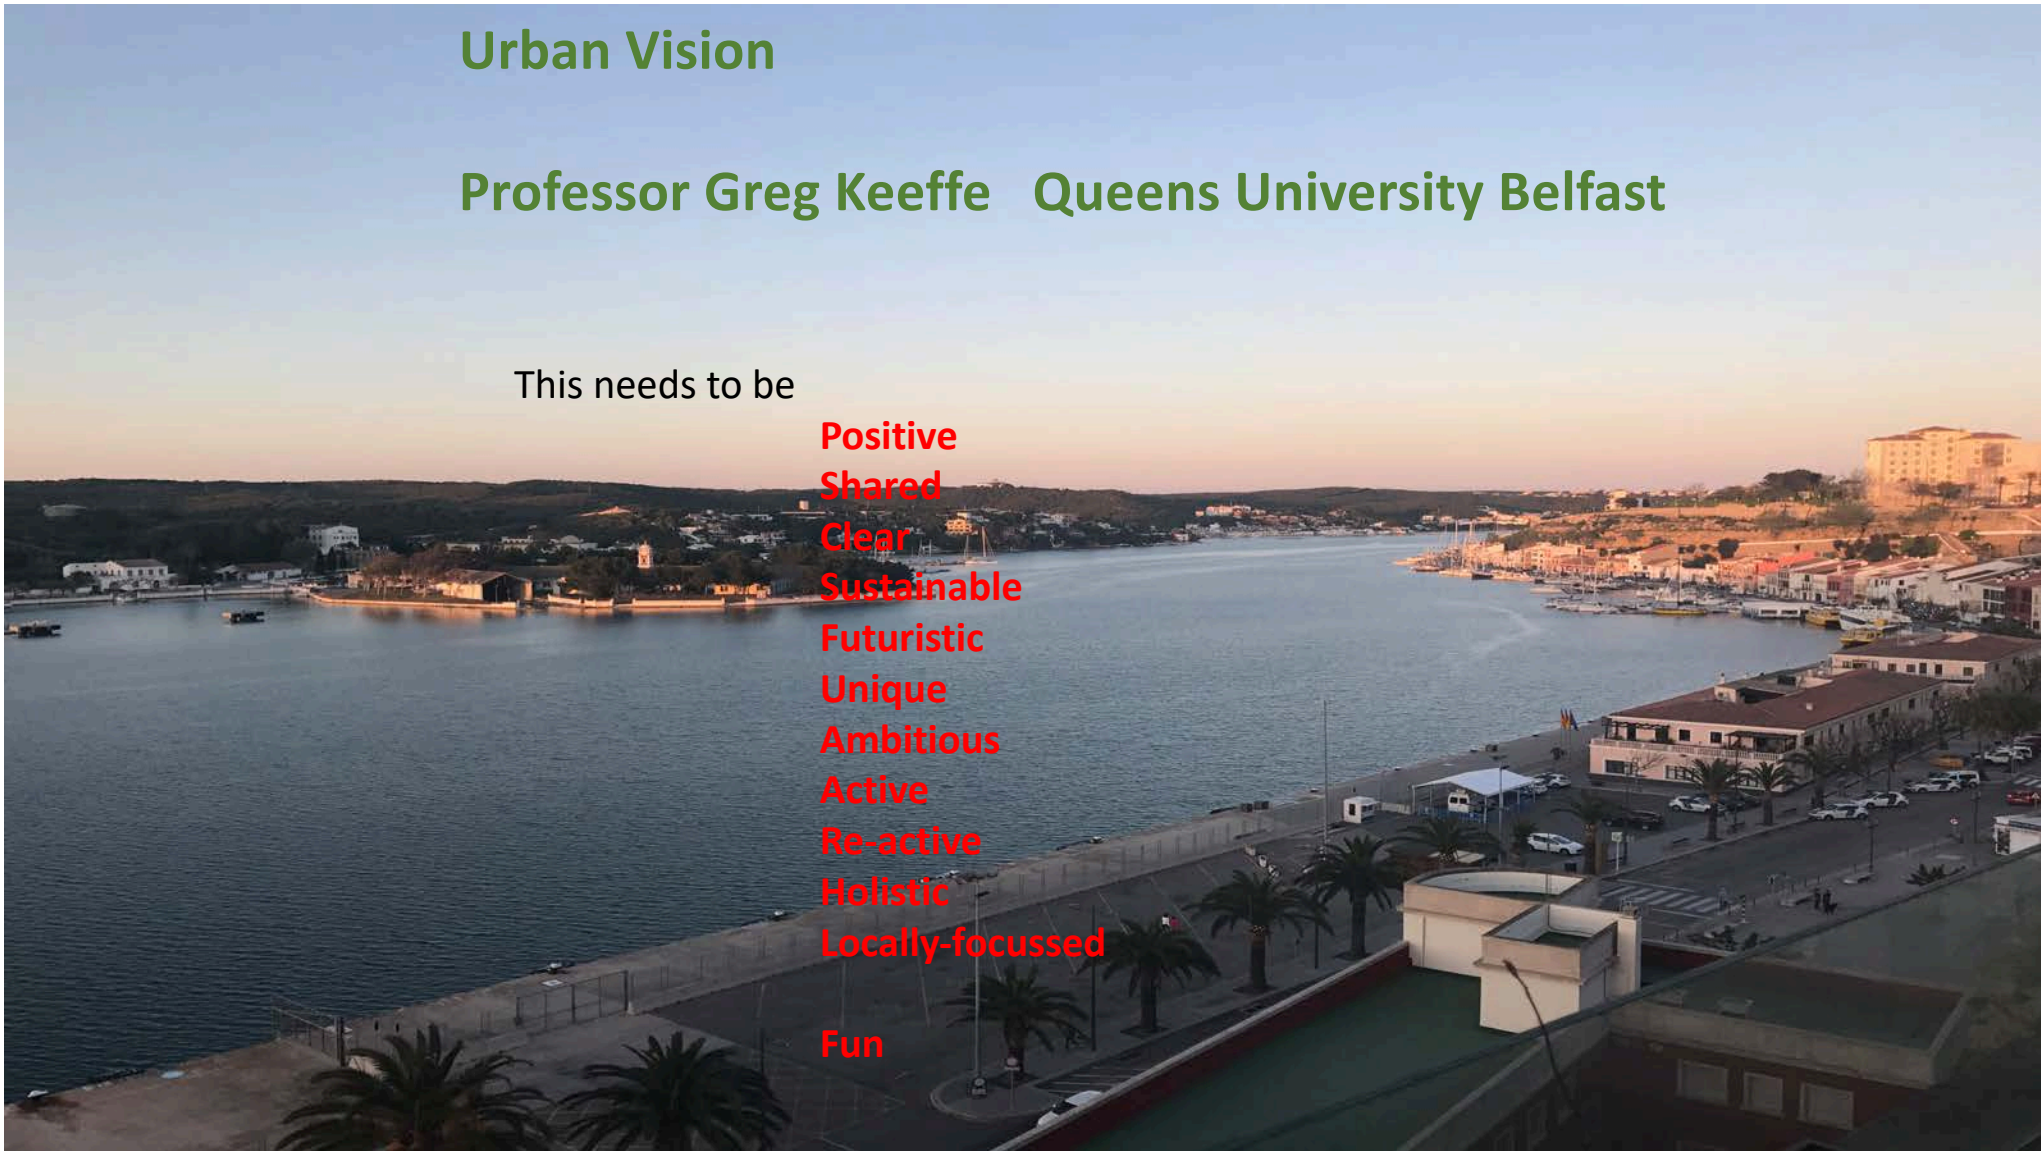 Urban Vision
Professor Greg Keeffe Queens University Belfast
This needs to be
Positive
Shared
Clear
Sustainable
Futuristic
Unique
Ambitious
Active
Re-active
Holistic
Locally-focussed
Fun